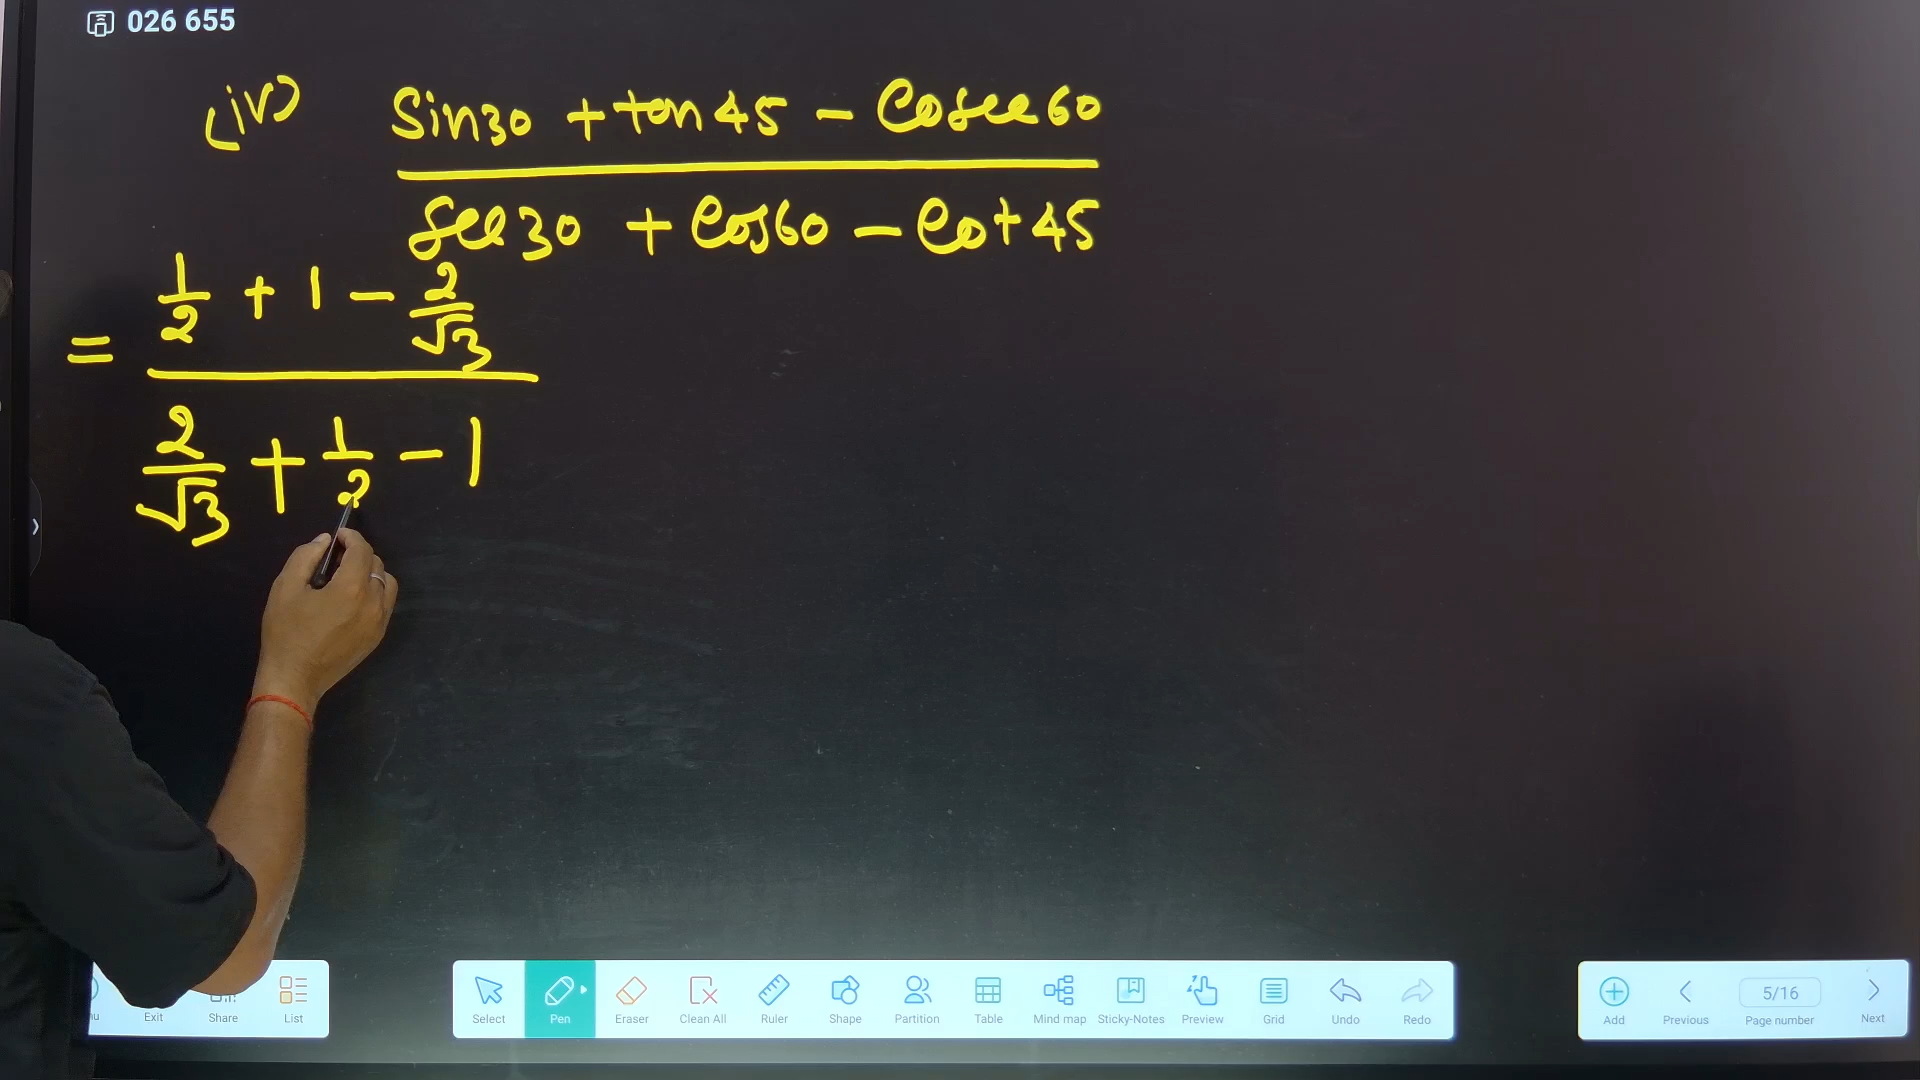 026 655
(iv) Sin30 + tan45 - Cosec60
Sec30 + Cos60 - Cot45
= 1/2 + 1 - 2/√3
2/√3 + 1/2 - 1
Exit Share List Select Pen Eraser Clean All Ruler Shape Partition Table Mind map Sticky-Notes Preview Grid Undo Redo Add Previous 5/16 Page number Next